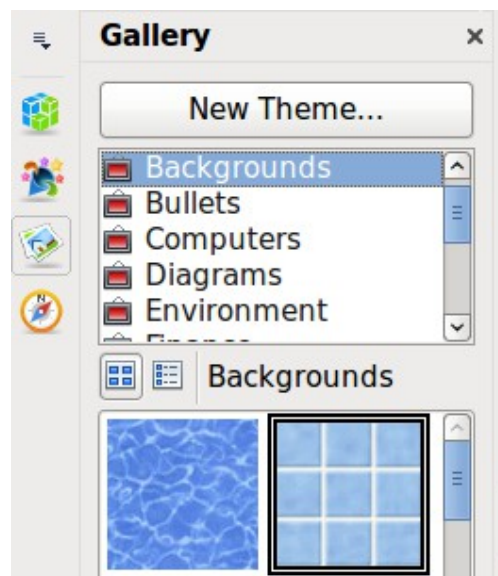 Gallery
New Theme...
Backgrounds
Bullets
Computers
Diagrams
Environment
Backgrounds